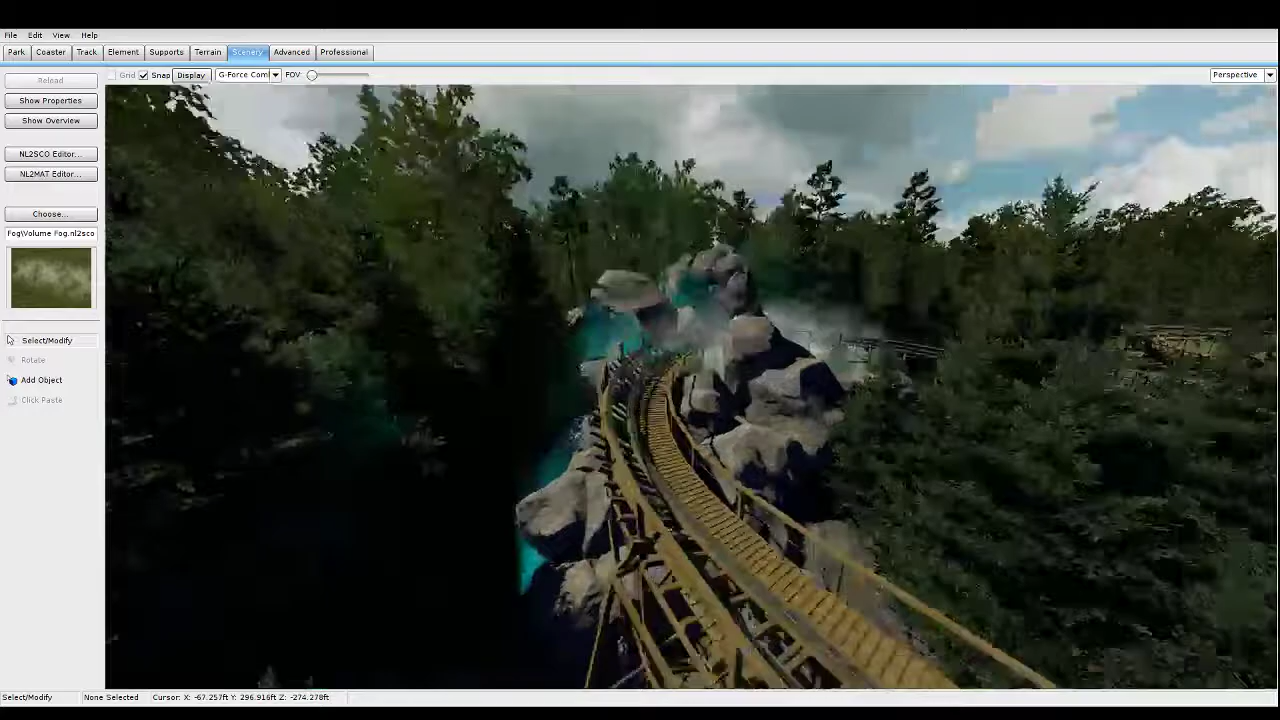 File Edit View Help
Park Coaster Track Element Supports Terrain Scenery Advanced Professional
Reload Grid Snap Display G-Force Com FOV Perspective
Show Properties
Show Overview
NL2SCO Editor...
NL2MAT Editor...
Choose...
Fog\Volume Fog.nl2sco
Select/Modify
Rotate
Add Object
Click Paste
Select/Modify None Selected Cursor: X: -67.257ft Y: 296.916ft Z: -274.278ft